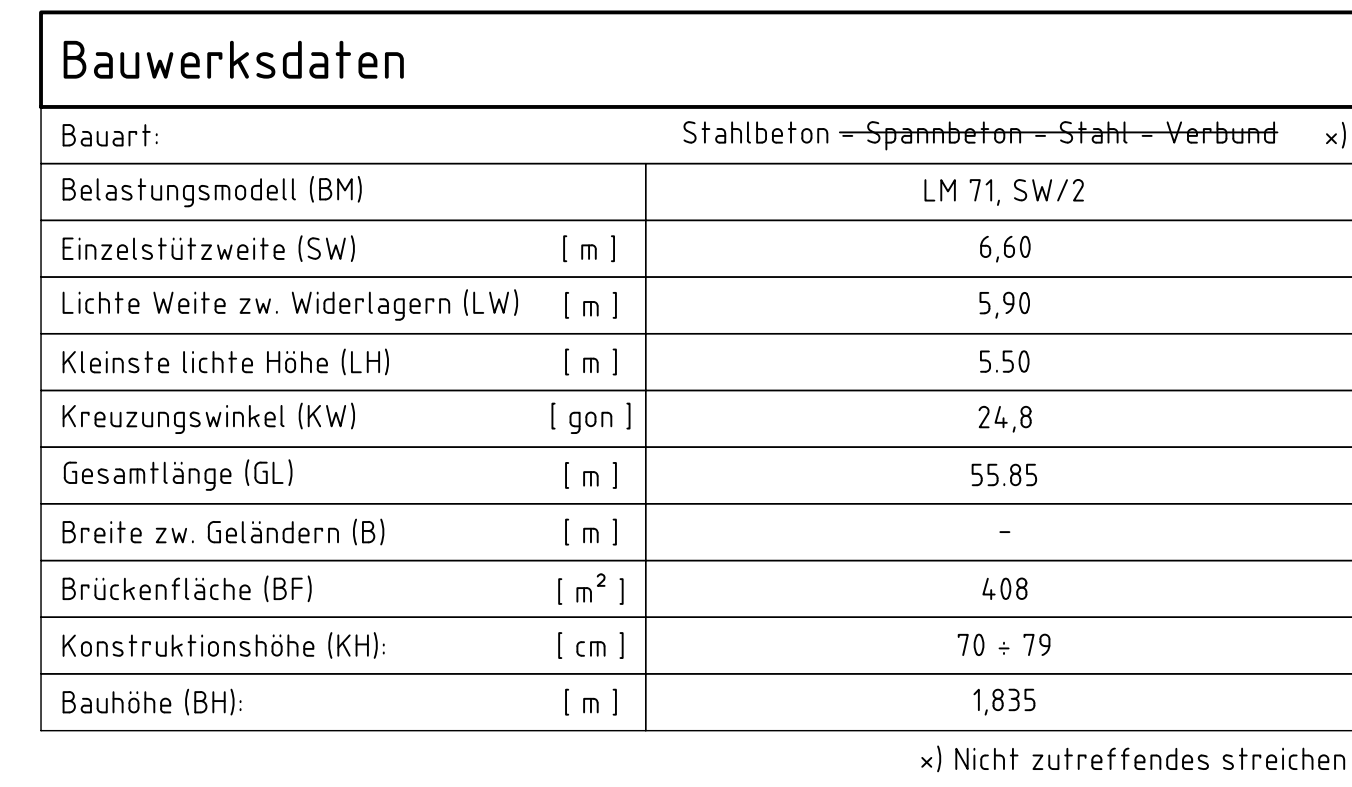 Bauwerksdaten
Bauart: Stahlbeton – Spannbeton – Stahl – Verbund ×)
Belastungsmodell (BM) LM 71, SW/2
Einzelstützweite (SW) [ m ] 6,60
Lichte Weite zw. Widerlagern (LW) [ m ] 5,90
Kleinste lichte Höhe (LH) [ m ] 5.50
Kreuzungswinkel (KW) [ gon ] 24,8
Gesamtlänge (GL) [ m ] 55.85
Breite zw. Geländern (B) [ m ] –
Brückenfläche (BF) [ m² ] 408
Konstruktionshöhe (KH): [ cm ] 70 ÷ 79
Bauhöhe (BH): [ m ] 1,835
×) Nicht zutreffendes streichen